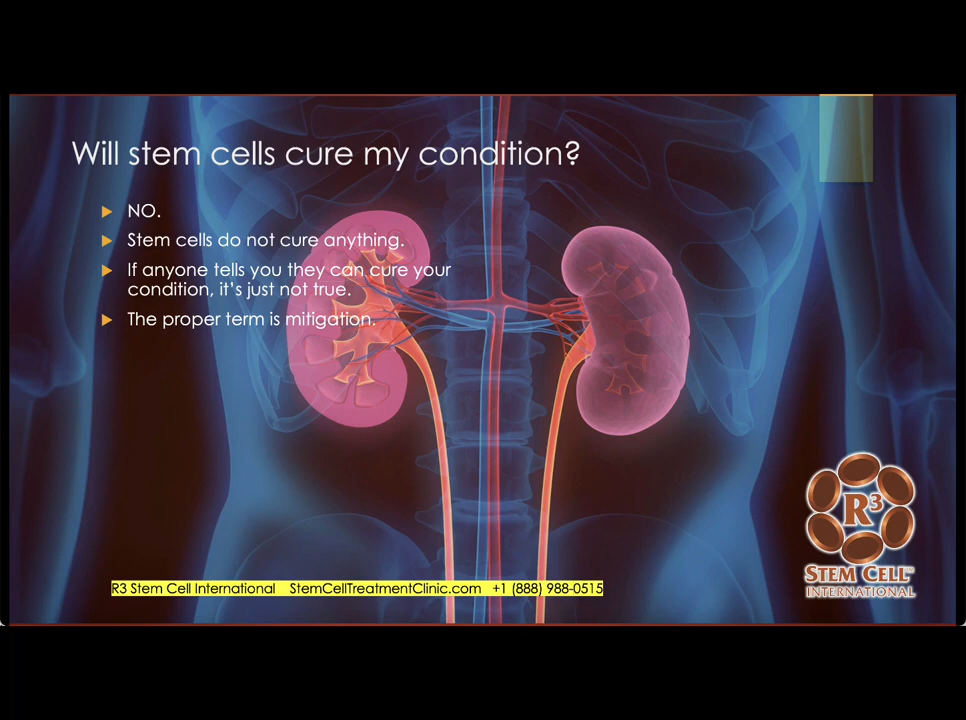 Will stem cells cure my condition?
NO.
Stem cells do not cure anything.
If anyone tells you they can cure your
condition, it's just not true.
The proper term is mitigation.
R3
STEM CELL™
INTERNATIONAL
R3 Stem Cell International StemCellTreatmentClinic.com +1 (888) 988-0515